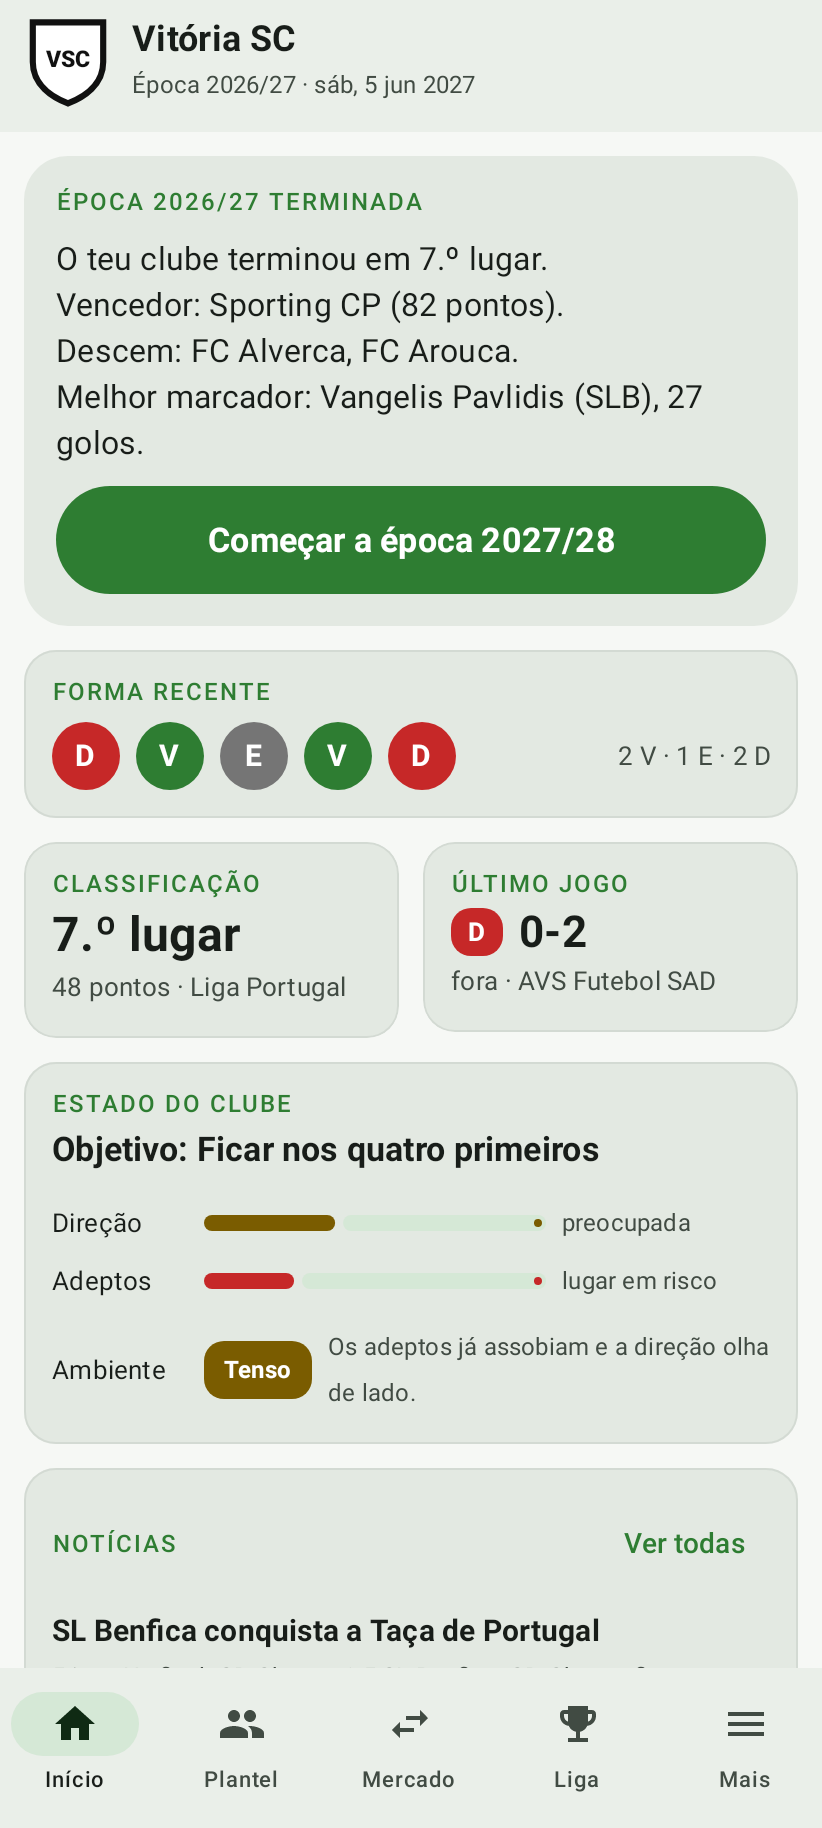 VSC
Vitória SC
Época 2026/27 · sáb, 5 jun 2027
ÉPOCA 2026/27 TERMINADA
O teu clube terminou em 7.º lugar.
Vencedor: Sporting CP (82 pontos).
Descem: FC Alverca, FC Arouca.
Melhor marcador: Vangelis Pavlidis (SLB), 27
golos.
Começar a época 2027/28
FORMA RECENTE
D V E V D 2 V · 1 E · 2 D
CLASSIFICAÇÃO
7.º lugar
48 pontos · Liga Portugal
ÚLTIMO JOGO
D 0-2
fora · AVS Futebol SAD
ESTADO DO CLUBE
Objetivo: Ficar nos quatro primeiros
Direção preocupada
Adeptos lugar em risco
Ambiente Tenso Os adeptos já assobiam e a direção olha
de lado.
NOTÍCIAS Ver todas
SL Benfica conquista a Taça de Portugal
Início Plantel Mercado Liga Mais